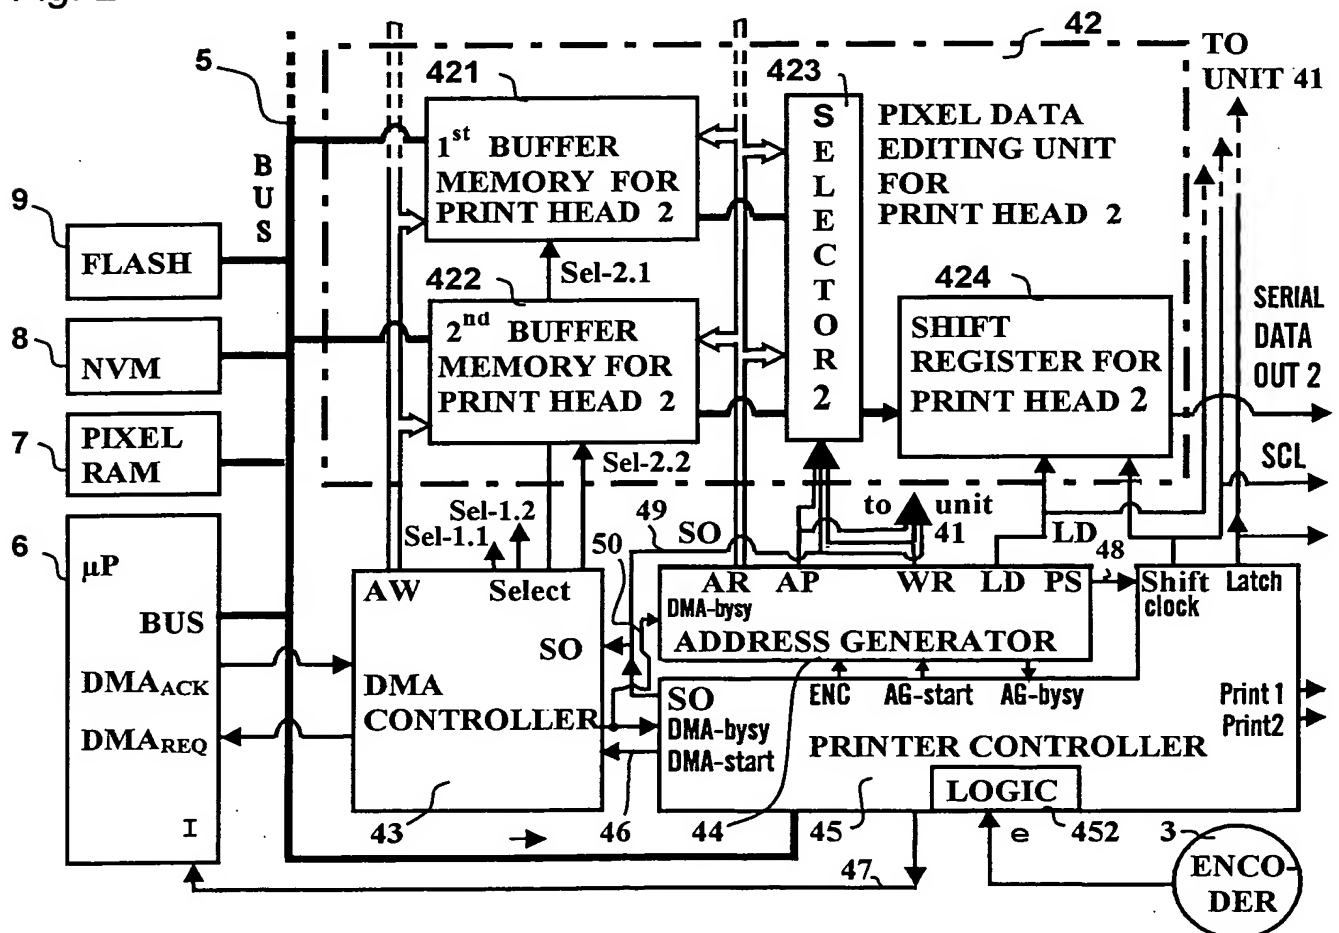 42
TO
UNIT 41
5
421
423
1st BUFFER
MEMORY FOR
PRINT HEAD 2
SELECTOR 2
PIXEL DATA
EDITING UNIT
FOR
PRINT HEAD 2
BUS
9
FLASH
Sel-2.1
422
424
8
NVM
2nd BUFFER
MEMORY FOR
PRINT HEAD 2
SHIFT
REGISTER FOR
PRINT HEAD 2
SERIAL
DATA
OUT 2
7
PIXEL
RAM
Sel-2.2
SCL
Sel-1.2
Sel-1.1
49
SO
50
to unit
41
LD
48
6
µP
BUS
DMAACK
DMAREQ
I
AW
Select
SO
DMA
CONTROLLER
AR
AP
WR
LD
PS
DMA-bysy
ADDRESS GENERATOR
Shift
clock
Latch
ENC
AG-start
AG-bysy
SO
DMA-bysy
DMA-start
PRINTER CONTROLLER
Print 1
Print2
LOGIC
43
46
44
45
e
452
3
47
ENCO-
DER